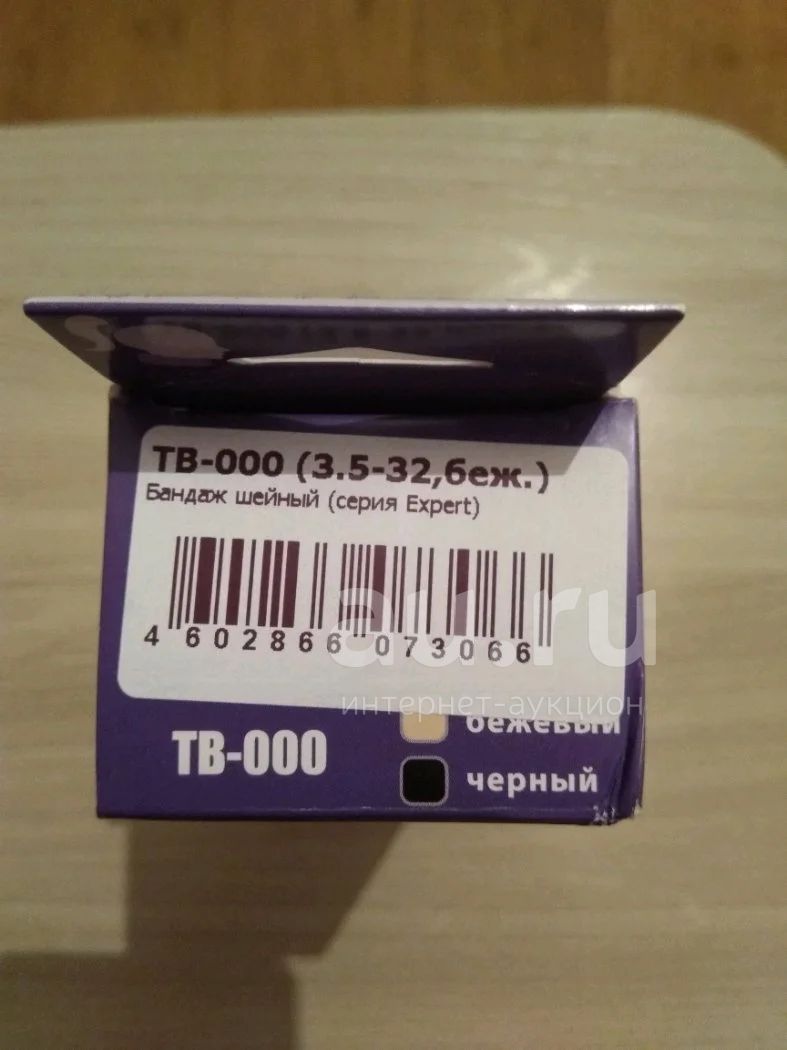 ТВ-000 (3.5-32,беж.)
Бандаж шейный (серия Expert)
4 602866 073066
au.ru
интернет-аукцион
ТВ-000
бежевый
черный